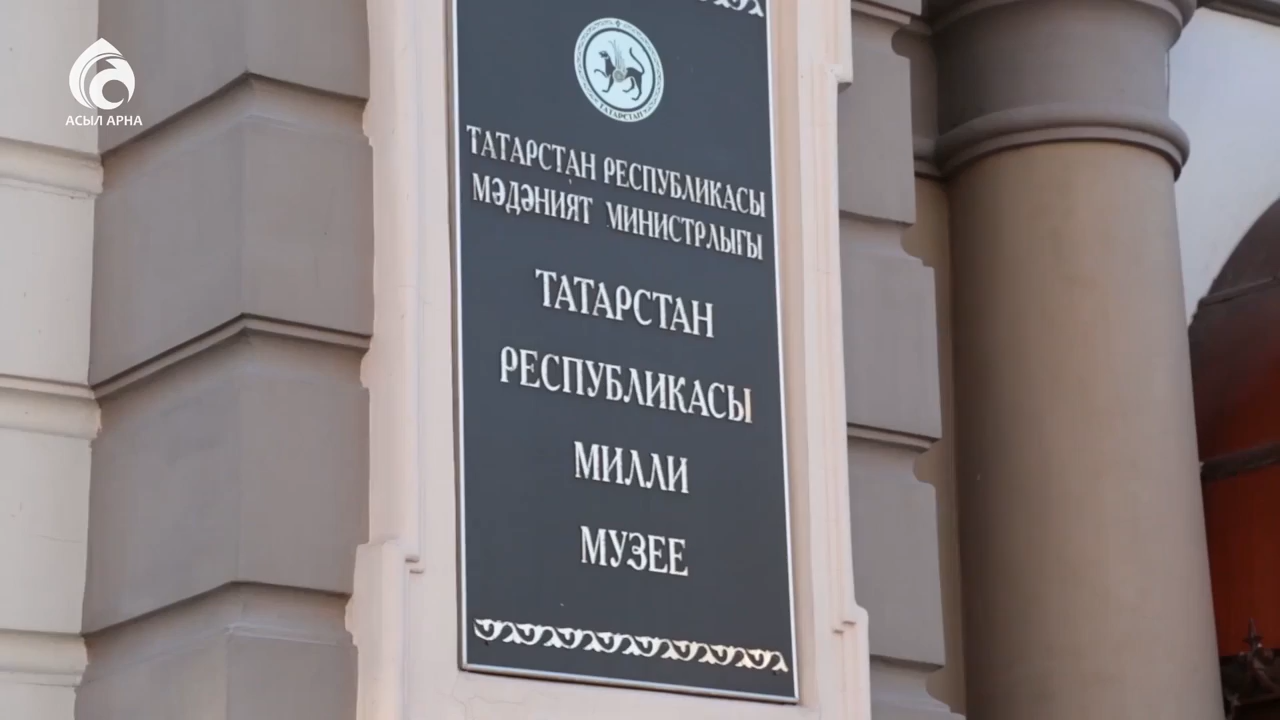 АСЫЛ АРНА
ТАТАРСТАН
ТАТАРСТАН РЕСПУБЛИКАСЫ
МӘДӘНИЯТ МИНИСТРЛЫГЫ
ТАТАРСТАН
РЕСПУБЛИКАСЫ
МИЛЛИ
МУЗЕЕ